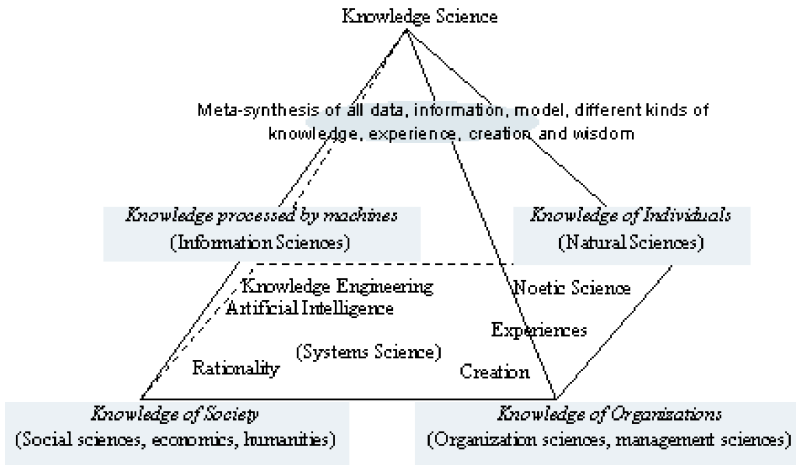 Knowledge Science
Meta-synthesis of all data, information, model, different kinds of
knowledge, experience, creation and wisdom
Knowledge processed by machines
(Information Sciences)
Knowledge of Individuals
(Natural Sciences)
Knowledge Engineering
Artificial Intelligence
Noetic Science
Experiences
(Systems Science)
Rationality
Creation
Knowledge of Society
(Social sciences, economics, humanities)
Knowledge of Organizations
(Organization sciences, management sciences)